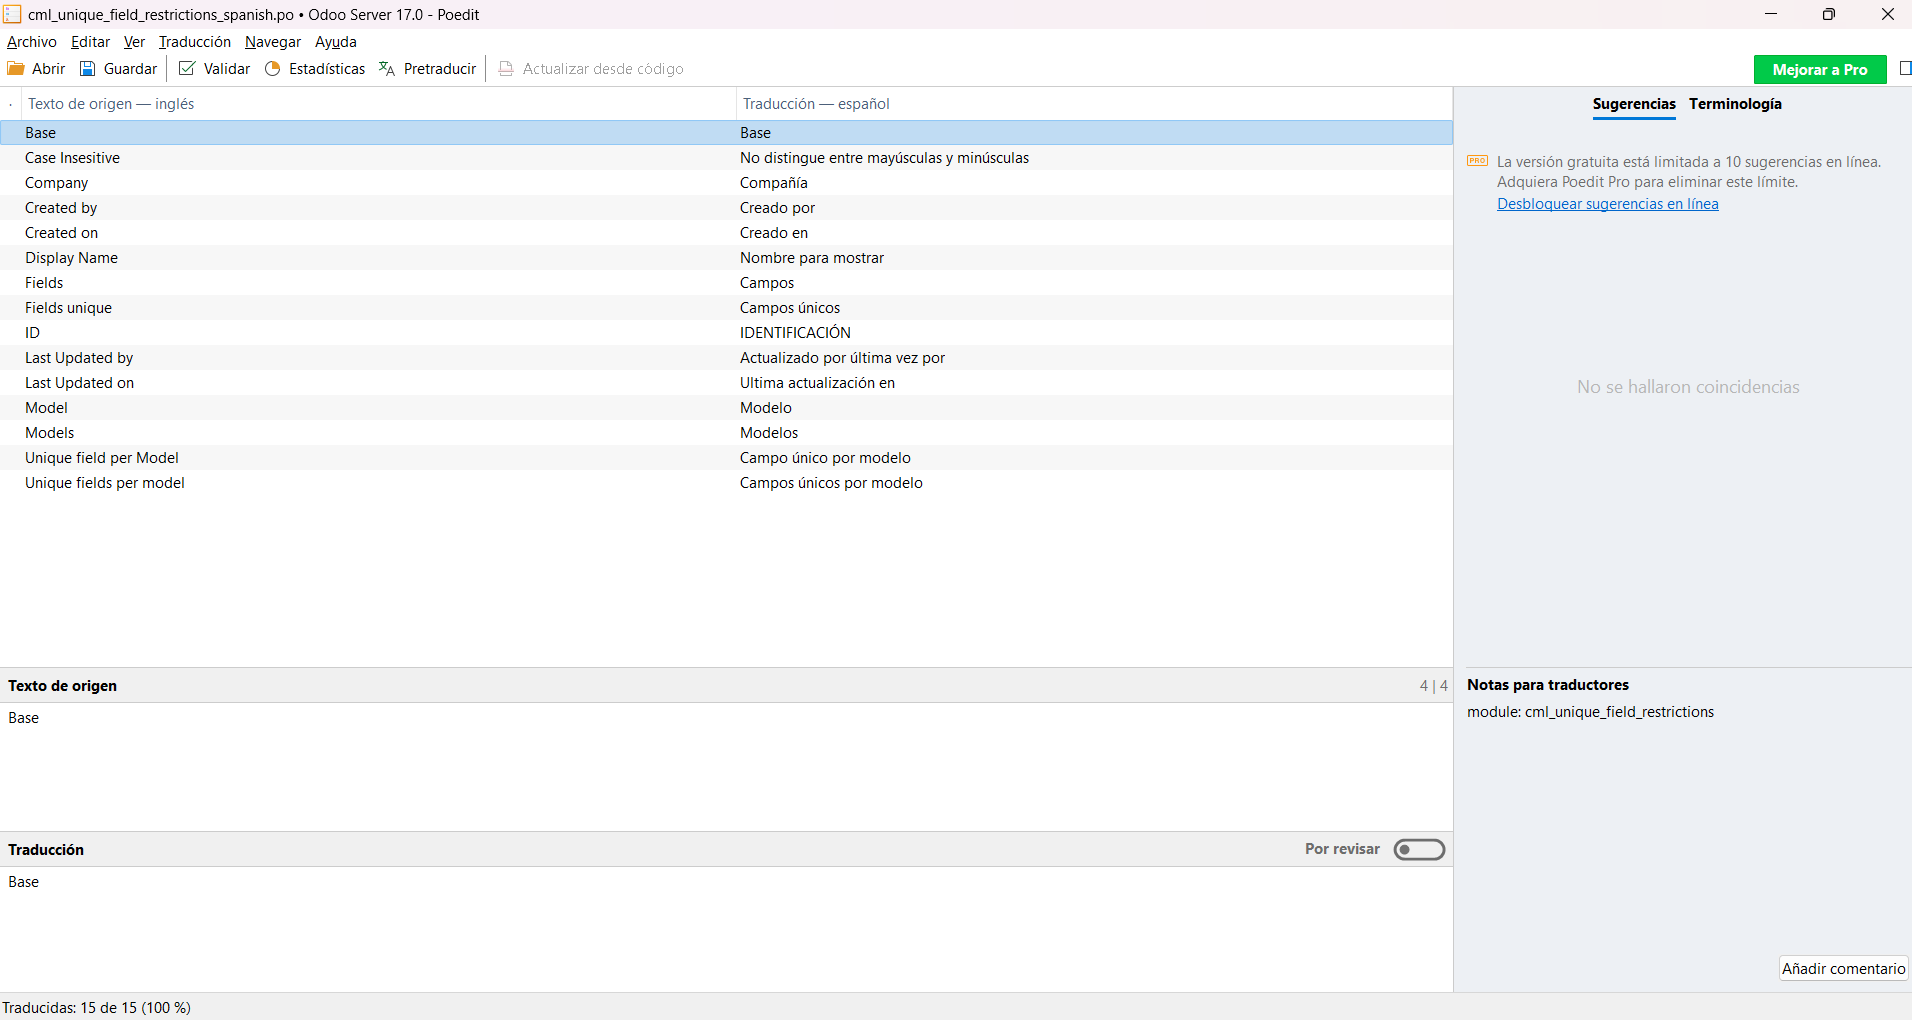 cml_unique_field_restrictions_spanish.po • Odoo Server 17.0 - Poedit
Archivo Editar Ver Traducción Navegar Ayuda
Abrir Guardar Validar Estadísticas Pretraducir Actualizar desde código
Mejorar a Pro
Texto de origen — inglés Traducción — español
Base Base
Case Insesitive No distingue entre mayúsculas y minúsculas
Company Compañía
Created by Creado por
Created on Creado en
Display Name Nombre para mostrar
Fields Campos
Fields unique Campos únicos
ID IDENTIFICACIÓN
Last Updated by Actualizado por última vez por
Last Updated on Ultima actualización en
Model Modelo
Models Modelos
Unique field per Model Campo único por modelo
Unique fields per model Campos únicos por modelo
Sugerencias Terminología
PRO La versión gratuita está limitada a 10 sugerencias en línea.
Adquiera Poedit Pro para eliminar este límite.
Desbloquear sugerencias en línea
No se hallaron coincidencias
Texto de origen 4 | 4
Base
Traducción Por revisar
Base
Notas para traductores
module: cml_unique_field_restrictions
Añadir comentario
Traducidas: 15 de 15 (100 %)